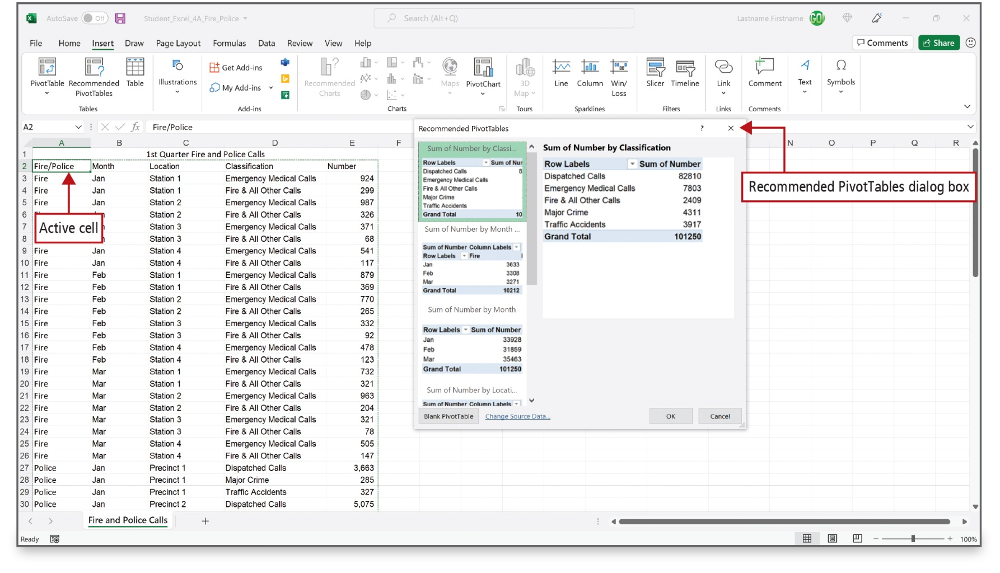 AutoSave Off Student_Excel_4A_Fire_Police Search (Alt+Q) Lastname Firstname GO
File Home Insert Draw Page Layout Formulas Data Review View Help Comments Share
PivotTable Recommended PivotTables Table
Tables
Illustrations
Get Add-ins
My Add-ins
Add-ins
Recommended Charts
Maps PivotChart
Charts
3D Map
Tours
Line Column Win/Loss
Sparklines
Slicer Timeline
Filters
Link
Links
Comment
Comments
Text
Symbols
A2 fx Fire/Police
A B C D E F N O P Q R
1 1st Quarter Fire and Police Calls
2 Fire/Police Month Location Classification Number
3 Fire Jan Station 1 Emergency Medical Calls 924
4 Fire Jan Station 1 Fire & All Other Calls 299
5 Fire Jan Station 2 Emergency Medical Calls 987
6 Station 2 Fire & All Other Calls 326
7 Station 3 Emergency Medical Calls 371
8 Station 3 Fire & All Other Calls 68
9 Fire Jan Station 4 Emergency Medical Calls 541
10 Fire Jan Station 4 Fire & All Other Calls 117
11 Fire Feb Station 1 Emergency Medical Calls 879
12 Fire Feb Station 1 Fire & All Other Calls 369
13 Fire Feb Station 2 Emergency Medical Calls 770
14 Fire Feb Station 2 Fire & All Other Calls 265
15 Fire Feb Station 3 Emergency Medical Calls 332
16 Fire Feb Station 3 Fire & All Other Calls 92
17 Fire Feb Station 4 Emergency Medical Calls 478
18 Fire Feb Station 4 Fire & All Other Calls 123
19 Fire Mar Station 1 Emergency Medical Calls 732
20 Fire Mar Station 1 Fire & All Other Calls 321
21 Fire Mar Station 2 Emergency Medical Calls 963
22 Fire Mar Station 2 Fire & All Other Calls 204
23 Fire Mar Station 3 Emergency Medical Calls 321
24 Fire Mar Station 3 Fire & All Other Calls 78
25 Fire Mar Station 4 Emergency Medical Calls 505
26 Fire Mar Station 4 Fire & All Other Calls 147
27 Police Jan Precinct 1 Dispatched Calls 3,663
28 Police Jan Precinct 1 Major Crime 285
29 Police Jan Precinct 1 Traffic Accidents 327
30 Police Jan Precinct 2 Dispatched Calls 5,075
Active cell
Recommended PivotTables ?
Sum of Number by Classi...
Row Labels Sum of Nur
Dispatched Calls 8
Emergency Medical Calls
Fire & All Other Calls
Major Crime
Traffic Accidents
Grand Total 10
Sum of Number by Month ...
Sum of Number Column Labels
Row Labels Fire
Jan 3633
Feb 3308
Mar 3271
Grand Total 10212
Sum of Number by Month
Row Labels Sum of Number
Jan 33928
Feb 31859
Mar 35463
Grand Total 101250
Sum of Number by Locati...
Sum of Number Column Labels
Sum of Number by Classification
Row Labels Sum of Number
Dispatched Calls 82810
Emergency Medical Calls 7803
Fire & All Other Calls 2409
Major Crime 4311
Traffic Accidents 3917
Grand Total 101250
Blank PivotTable Change Source Data... OK Cancel
Recommended PivotTables dialog box
Fire and Police Calls
Ready 100%